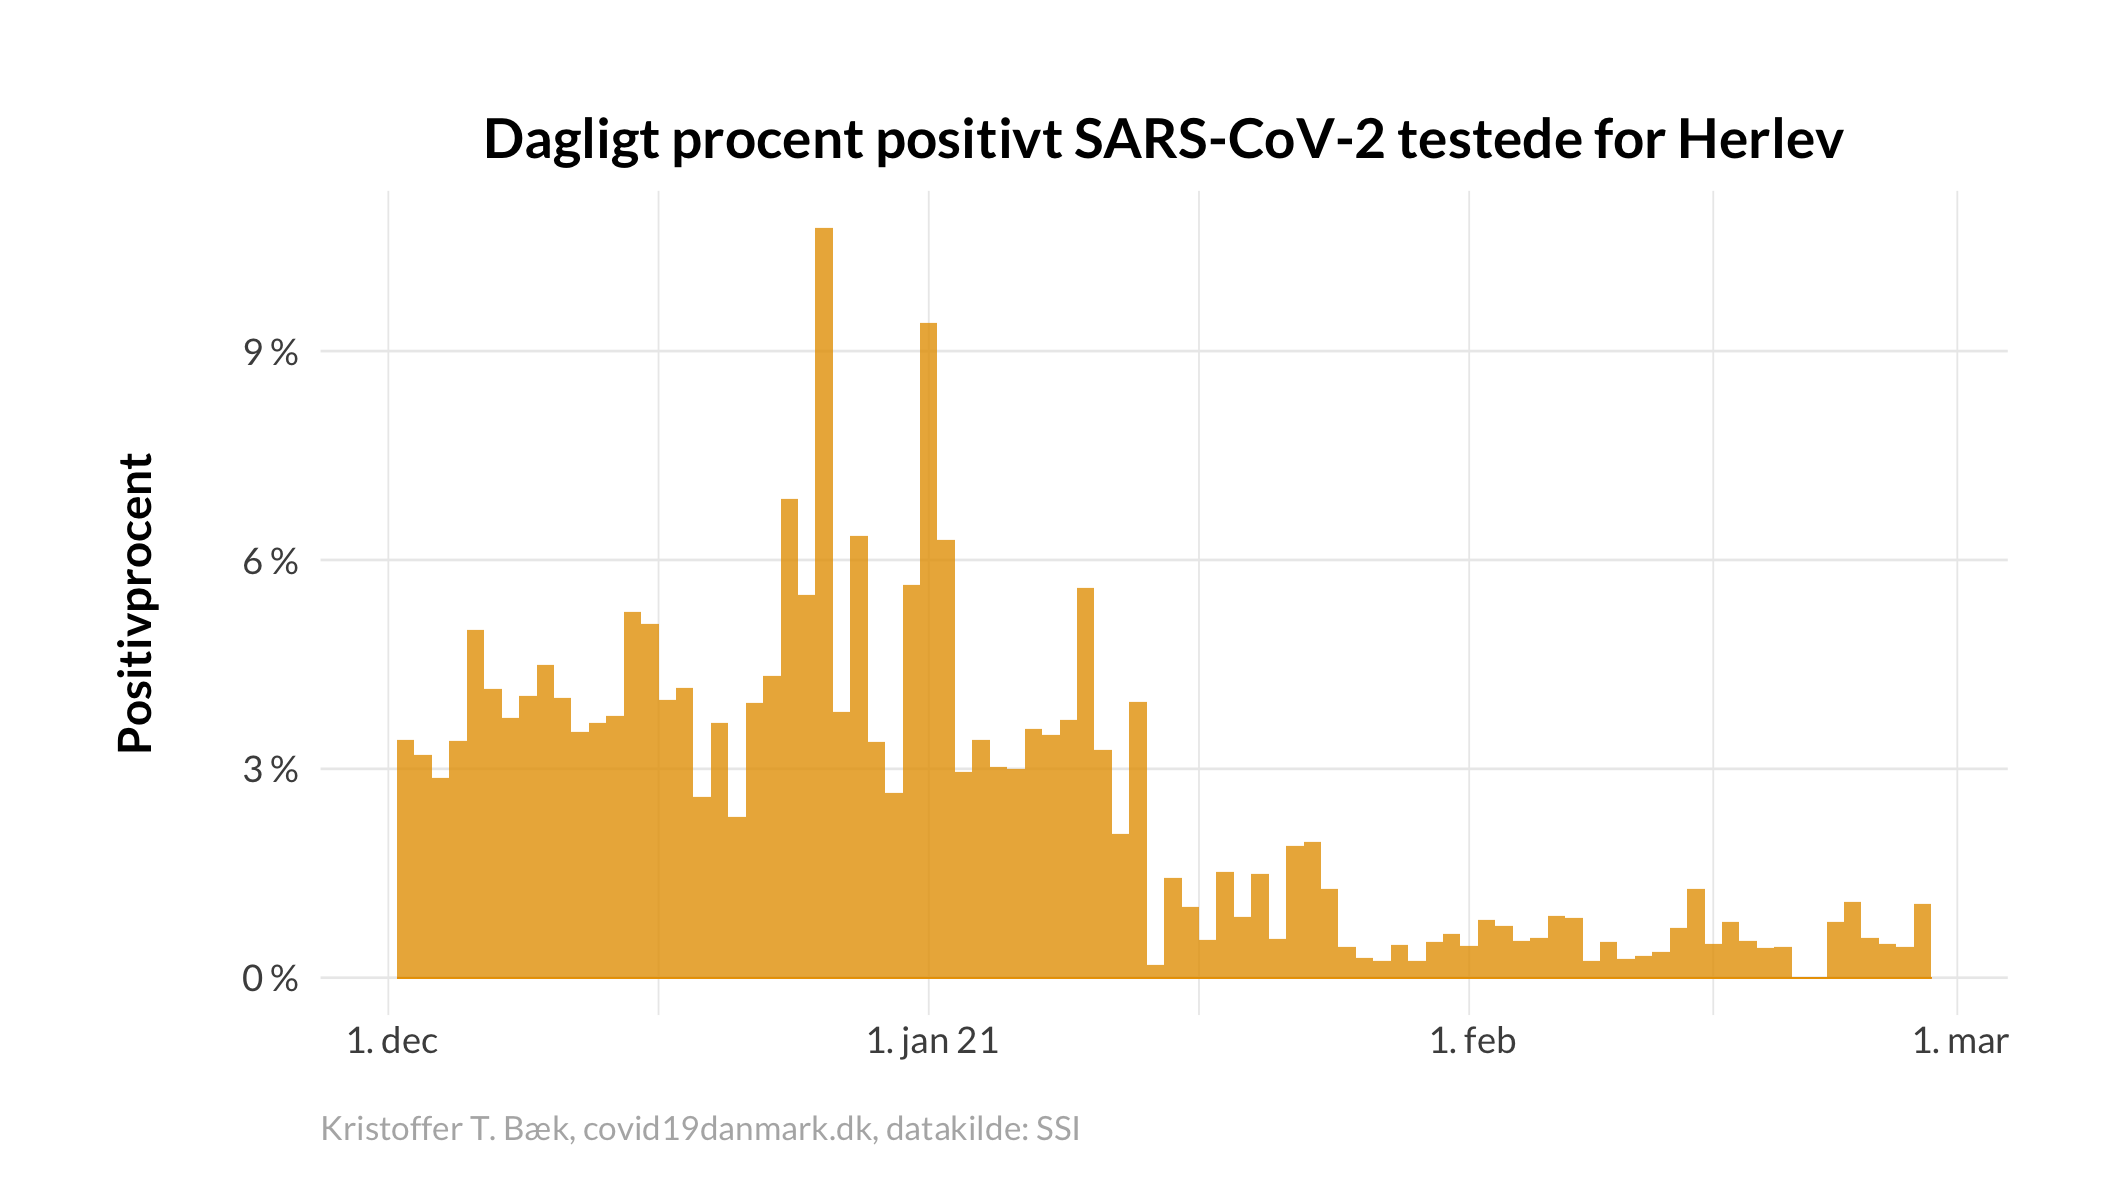 Dagligt procent positivt SARS-CoV-2 testede for Herlev
Positivprocent
9 %
6 %
3 %
0 %
1. dec
1. jan 21
1. feb
1. mar
Kristoffer T. Bæk, covid19danmark.dk, datakilde: SSI